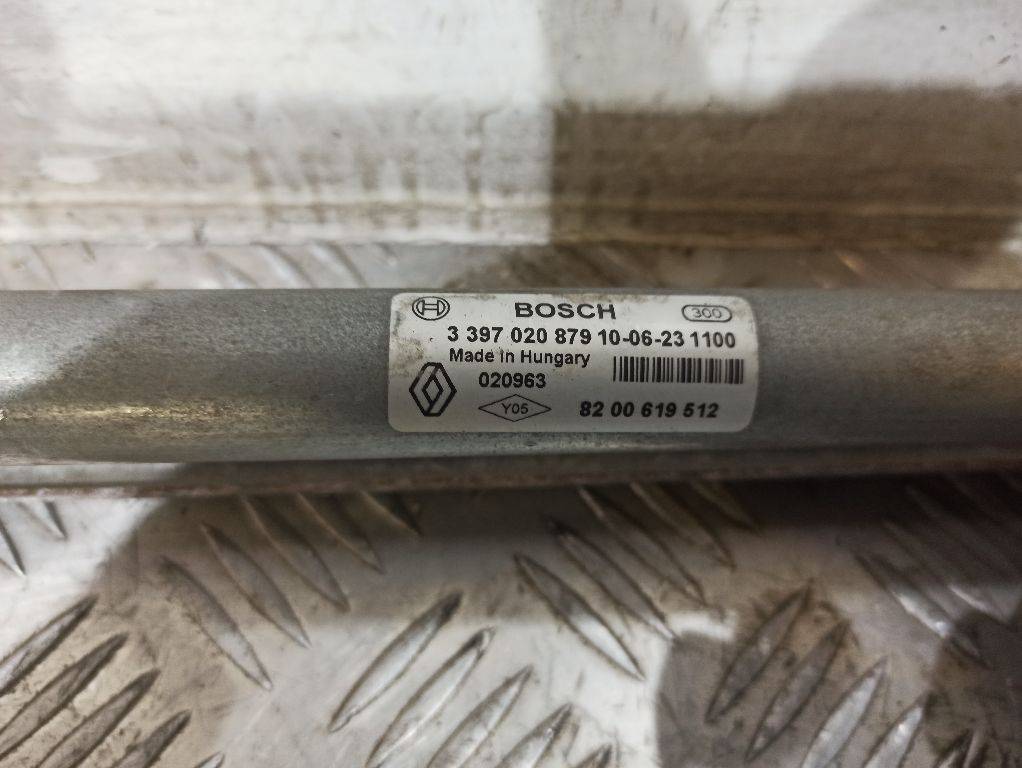 BOSCH 300
3 397 020 879 10-06-23 1100
Made in Hungary
020963
Y05 82 00 619 512